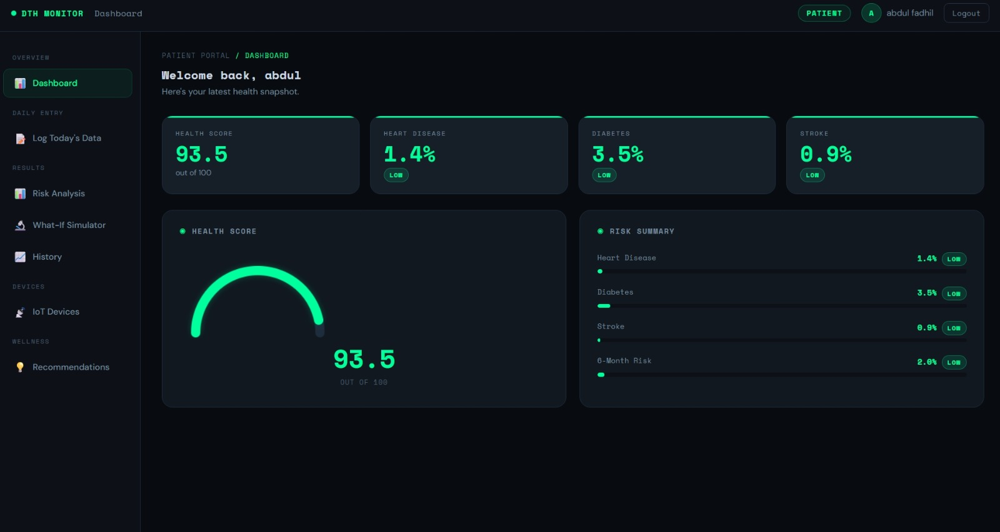 DTH MONITOR Dashboard
PATIENT A abdul fadhil Logout
OVERVIEW
Dashboard
DAILY ENTRY
Log Today's Data
RESULTS
Risk Analysis
What-If Simulator
History
DEVICES
IoT Devices
WELLNESS
Recommendations
PATIENT PORTAL / DASHBOARD
Welcome back, abdul
Here's your latest health snapshot.
HEALTH SCORE
93.5
out of 100
HEART DISEASE
1.4%
LOW
DIABETES
3.5%
LOW
STROKE
0.9%
LOW
HEALTH SCORE
93.5
OUT OF 100
RISK SUMMARY
Heart Disease 1.4% LOW
Diabetes 3.5% LOW
Stroke 0.9% LOW
6-Month Risk 2.0% LOW